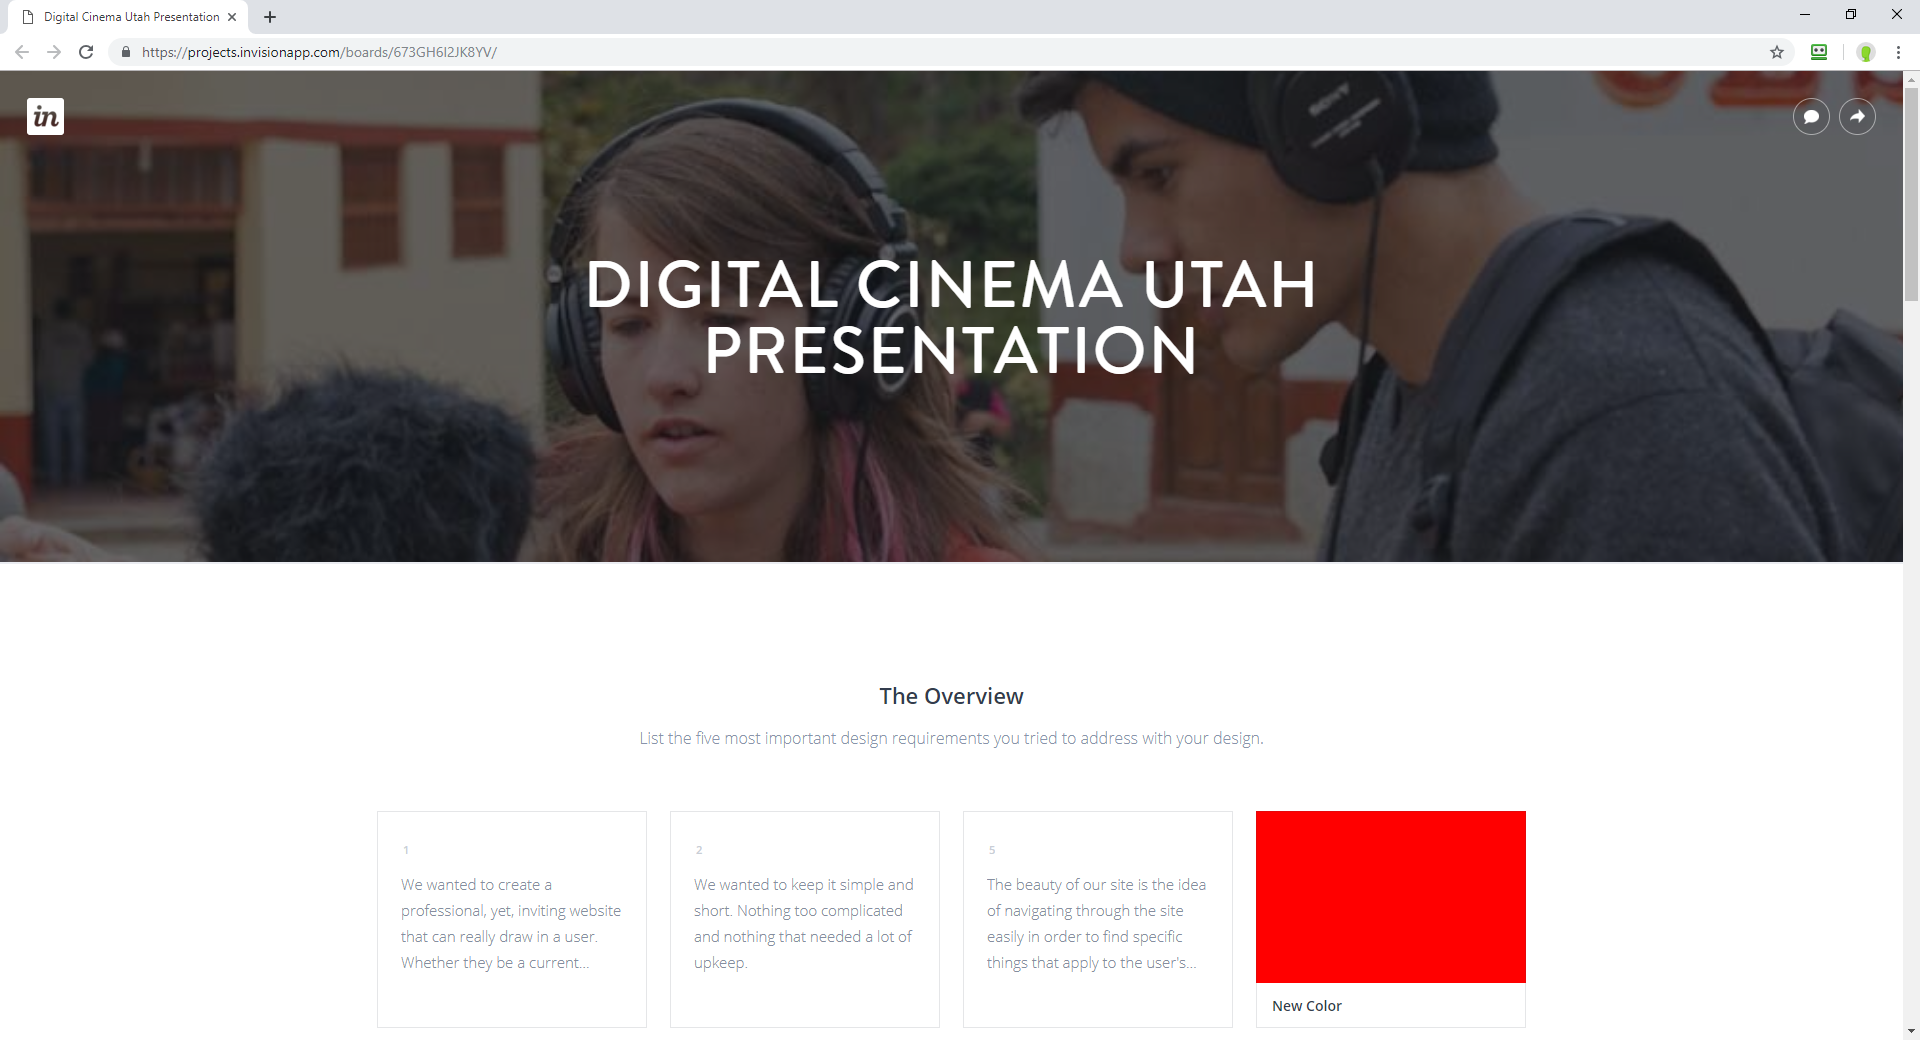 Digital Cinema Utah Presentation
https://projects.invisionapp.com/boards/673GH6I2JK8YV/
in
SONY
DIGITAL CINEMA UTAH
PRESENTATION
The Overview
List the five most important design requirements you tried to address with your design.
1
We wanted to create a
professional, yet, inviting website
that can really draw in a user.
Whether they be a current...
2
We wanted to keep it simple and
short. Nothing too complicated
and nothing that needed a lot of
upkeep.
5
The beauty of our site is the idea
of navigating through the site
easily in order to find specific
things that apply to the user's...
New Color